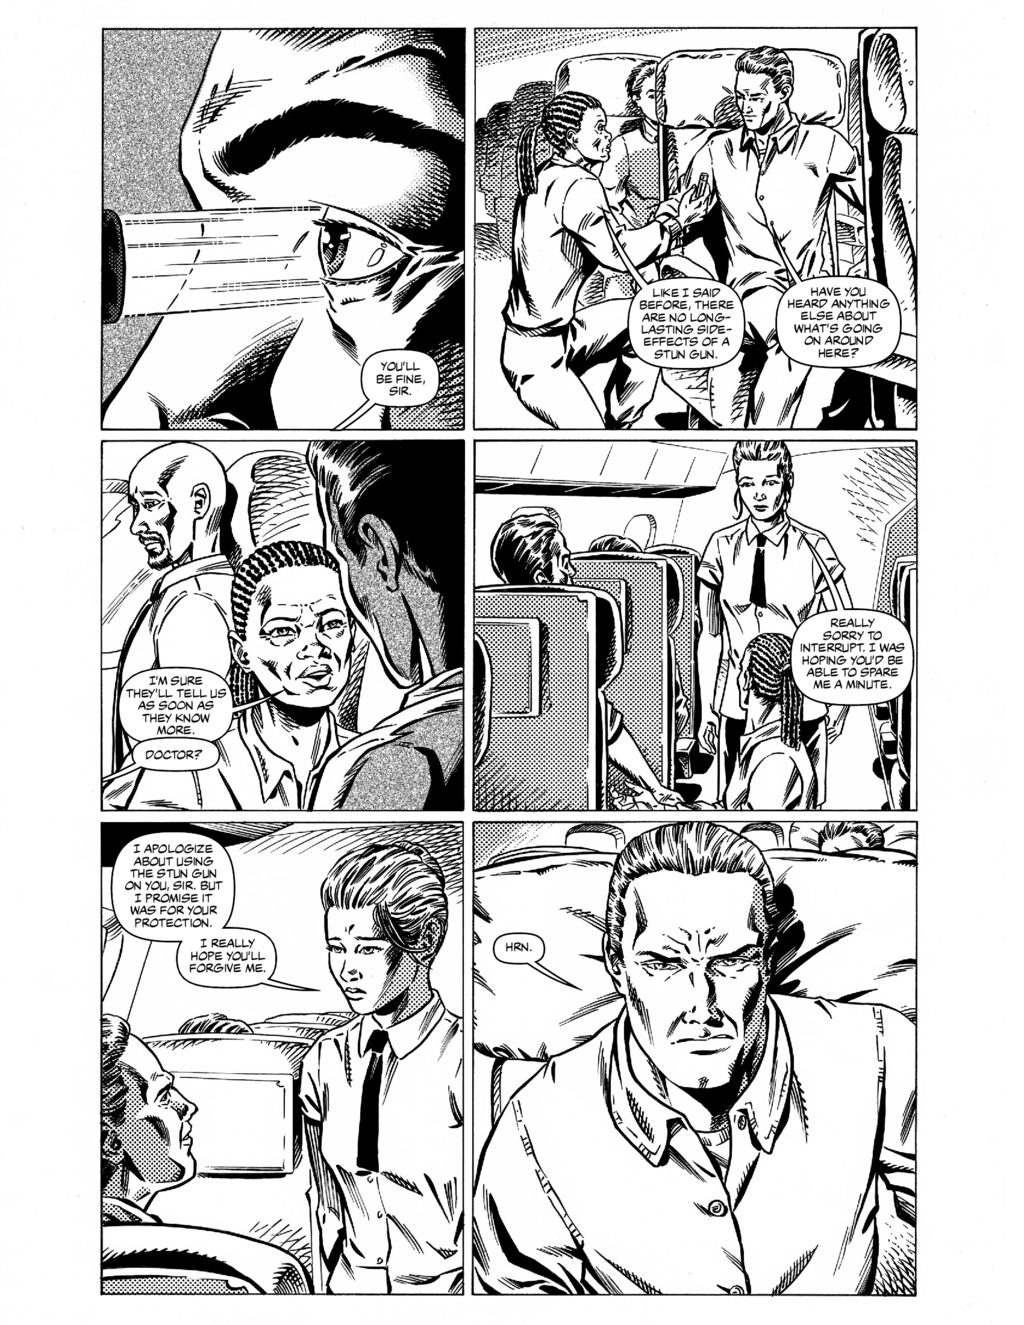 YOU'LL
BE FINE,
SIR.
LIKE I SAID
BEFORE, THERE
ARE NO LONG-
LASTING SIDE-
EFFECTS OF A
STUN GUN.
HAVE YOU
HEARD ANYTHING
ELSE ABOUT
WHAT'S GOING
ON AROUND
HERE?
I'M SURE
THEY'LL TELL US
AS SOON AS
THEY KNOW
MORE.
DOCTOR?
REALLY
SORRY TO
INTERRUPT. I WAS
HOPING YOU'D BE
ABLE TO SPARE
ME A MINUTE.
I APOLOGIZE
ABOUT USING
THE STUN GUN
ON YOU, SIR. BUT
I PROMISE IT
WAS FOR YOUR
PROTECTION.
I REALLY
HOPE YOU'LL
FORGIVE ME.
HRN.